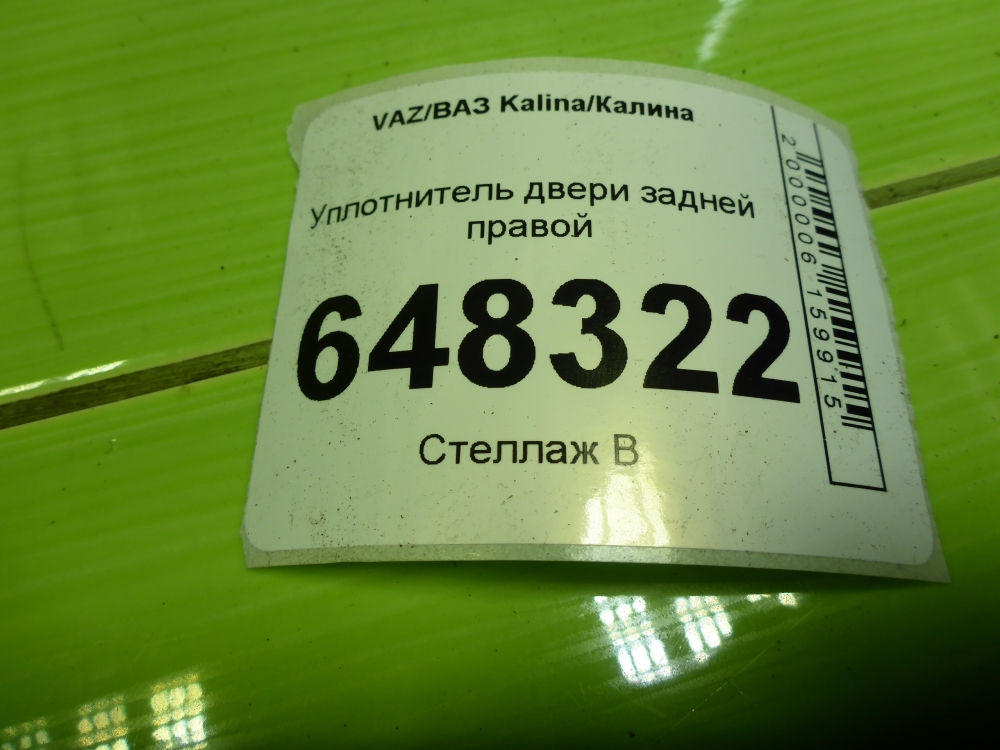 VAZ/ВАЗ Kalina/Калина
Уплотнитель двери задней
правой
648322
Стеллаж В
2000006159915